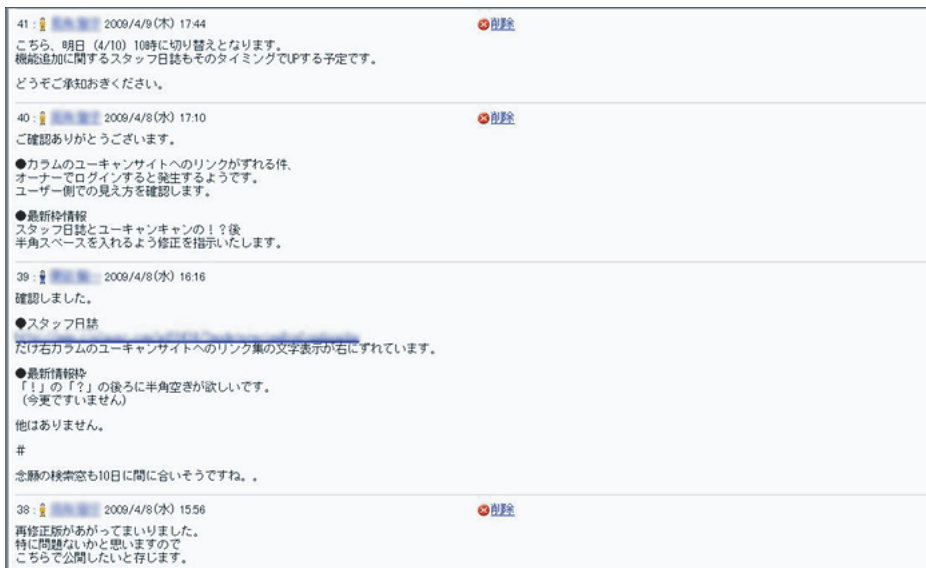 41 : 2009/4/9(木) 17:44 削除
こちら、明日（4/10）10時に切り替えとなります。
機能追加に関するスタッフ日誌もそのタイミングでUPする予定です。
どうぞご承知おきください。
40 : 2009/4/8(水) 17:10 削除
ご確認ありがとうございます。
●カラムのユーキャンサイトへのリンクがずれる件、
オーナーでログインすると発生するようです。
ユーザー側での見え方を確認します。
●最新枠情報
スタッフ日誌とユーキャンキャンの！？後
半角スペースを入れるよう修正を指示いたします。
39 : 2009/4/8(水) 16:16
確認しました。
●スタッフ日誌
だけ右カラムのユーキャンサイトへのリンク集の文字表示が右にずれています。
●最新情報枠
「！」の「？」の後ろに半角空きが欲しいです。
（今更ですいません）
他はありません。
#
念願の検索窓も10日に間に合いそうですね。。
38 : 2009/4/8(水) 15:56 削除
再修正版があがってまいりました。
特に問題ないかと思いますので
こちらで公開したいと存じます。